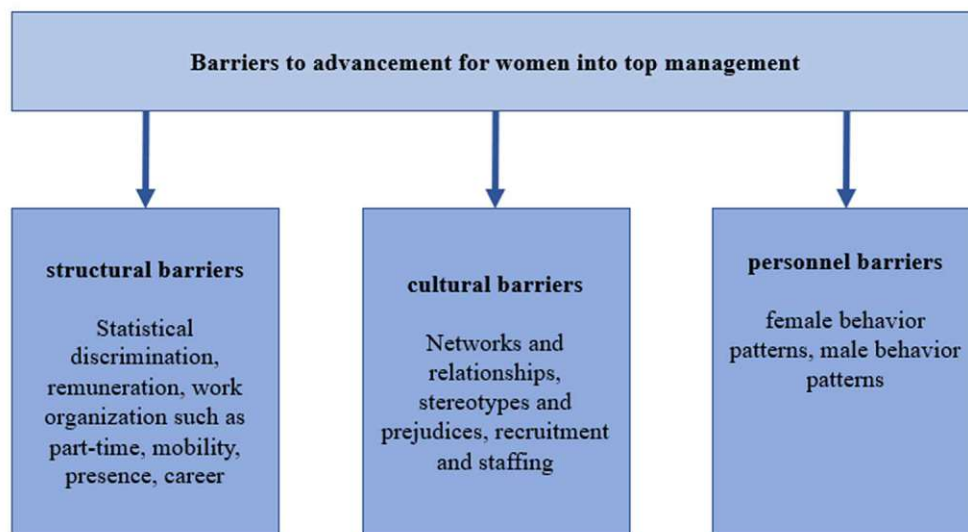 Barriers to advancement for women into top management
structural barriers
Statistical
discrimination,
remuneration, work
organization such as
part-time, mobility,
presence, career
cultural barriers
Networks and
relationships,
stereotypes and
prejudices, recruitment
and staffing
personnel barriers
female behavior
patterns, male behavior
patterns